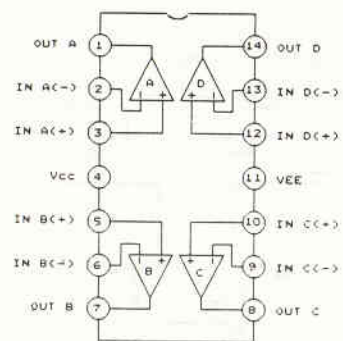 OUT A 1 14 OUT D
IN A(-) 2 A D 13 IN D(-)
IN A(+) 3 - + + - 12 IN D(+)
Vcc 4 11 VEE
IN B(+) 5 10 IN C(+)
IN B(-) 6 - + + - 9 IN C(-)
B C
OUT B 7 8 OUT C